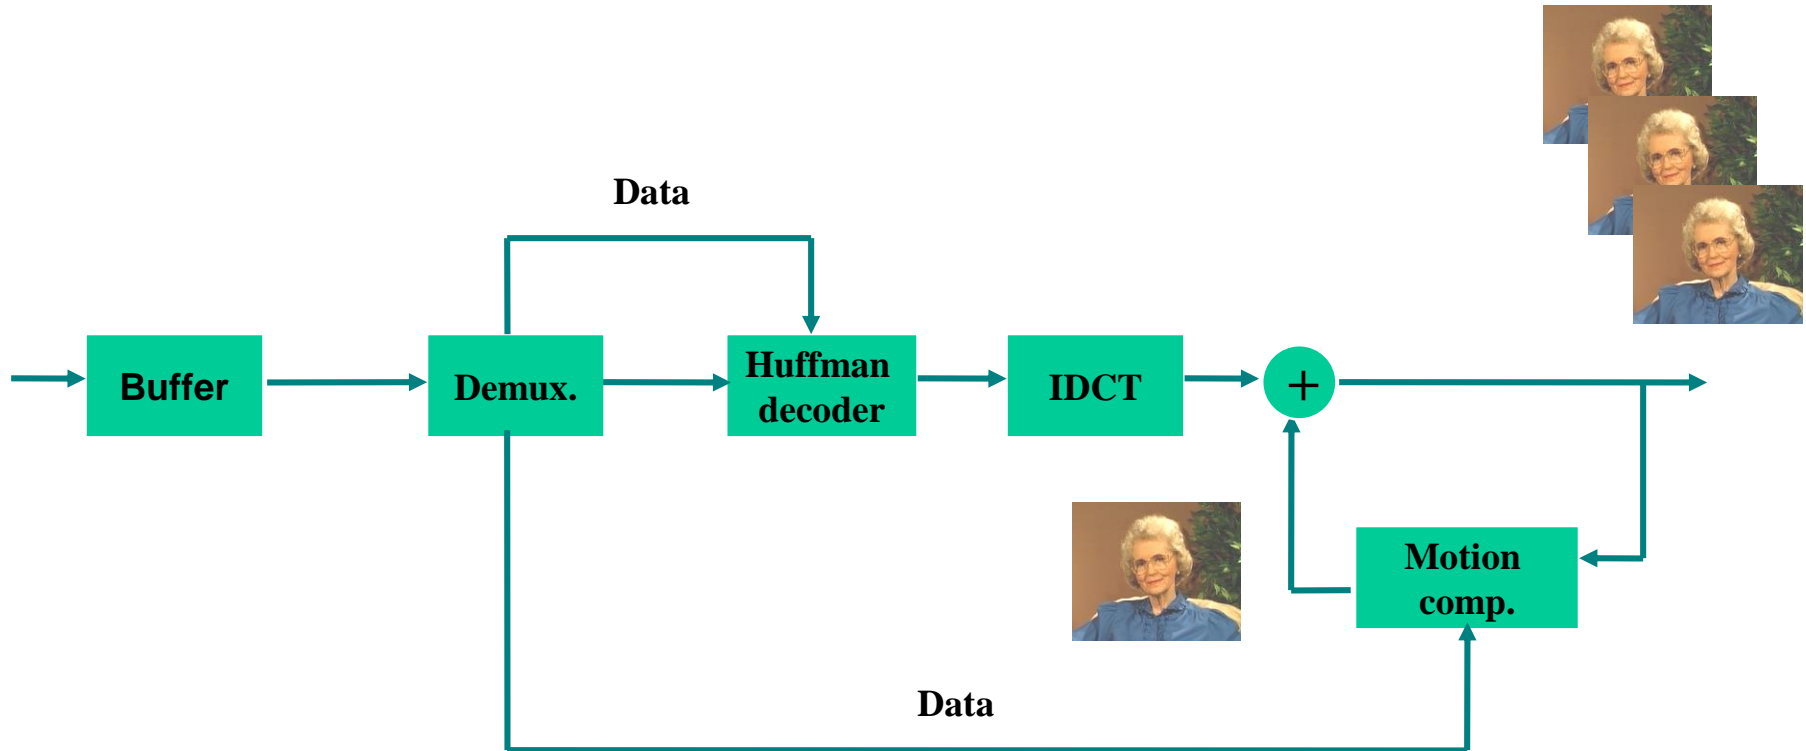 Data
Buffer
Demux.
Huffman
decoder
IDCT
+
Motion
comp.
Data